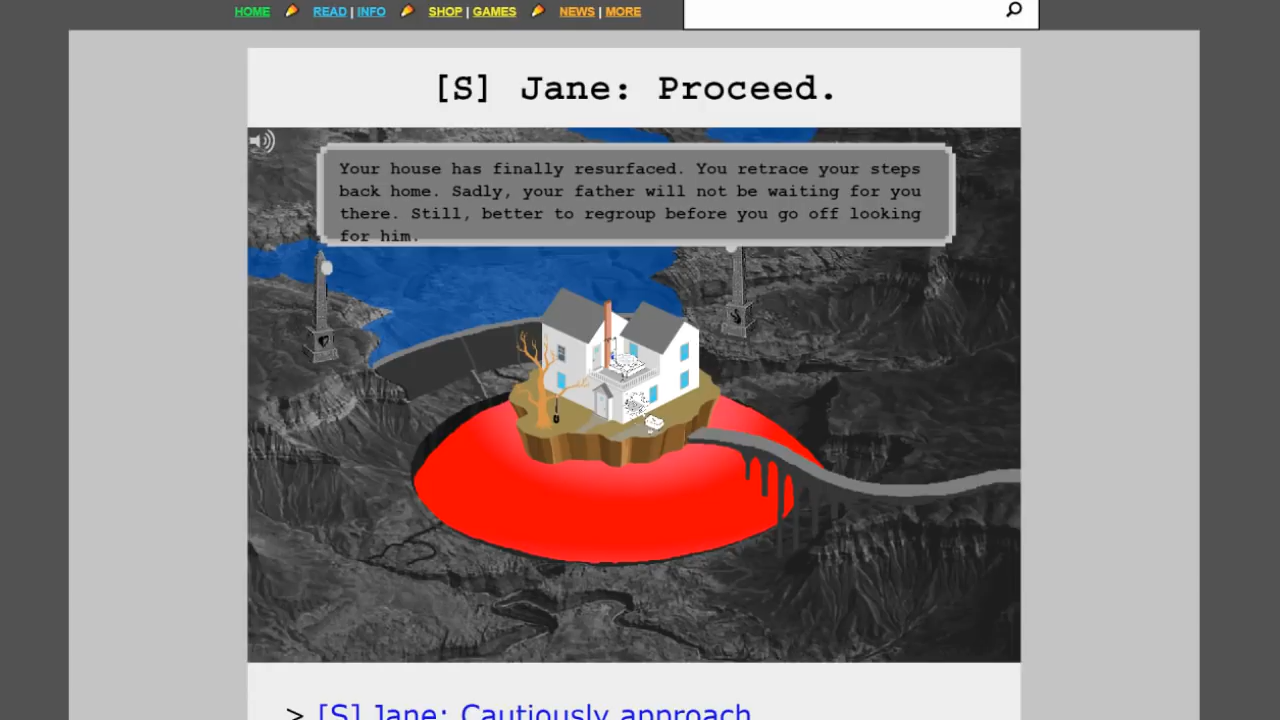 HOME READ | INFO SHOP | GAMES NEWS | MORE
[S] Jane: Proceed.
Your house has finally resurfaced. You retrace your steps
back home. Sadly, your father will not be waiting for you
there. Still, better to regroup before you go off looking
for him.
> [S] Jane: Cautiously approach